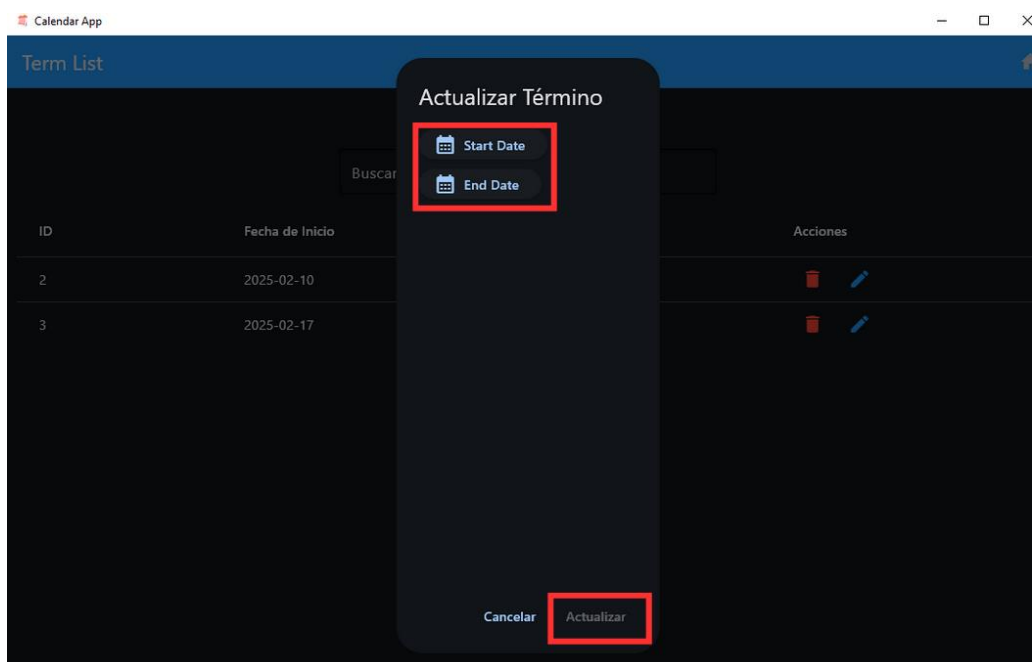 Calendar App
Term List
Actualizar Término
Start Date
Buscar
End Date
ID Fecha de Inicio Acciones
2 2025-02-10
3 2025-02-17
Cancelar Actualizar